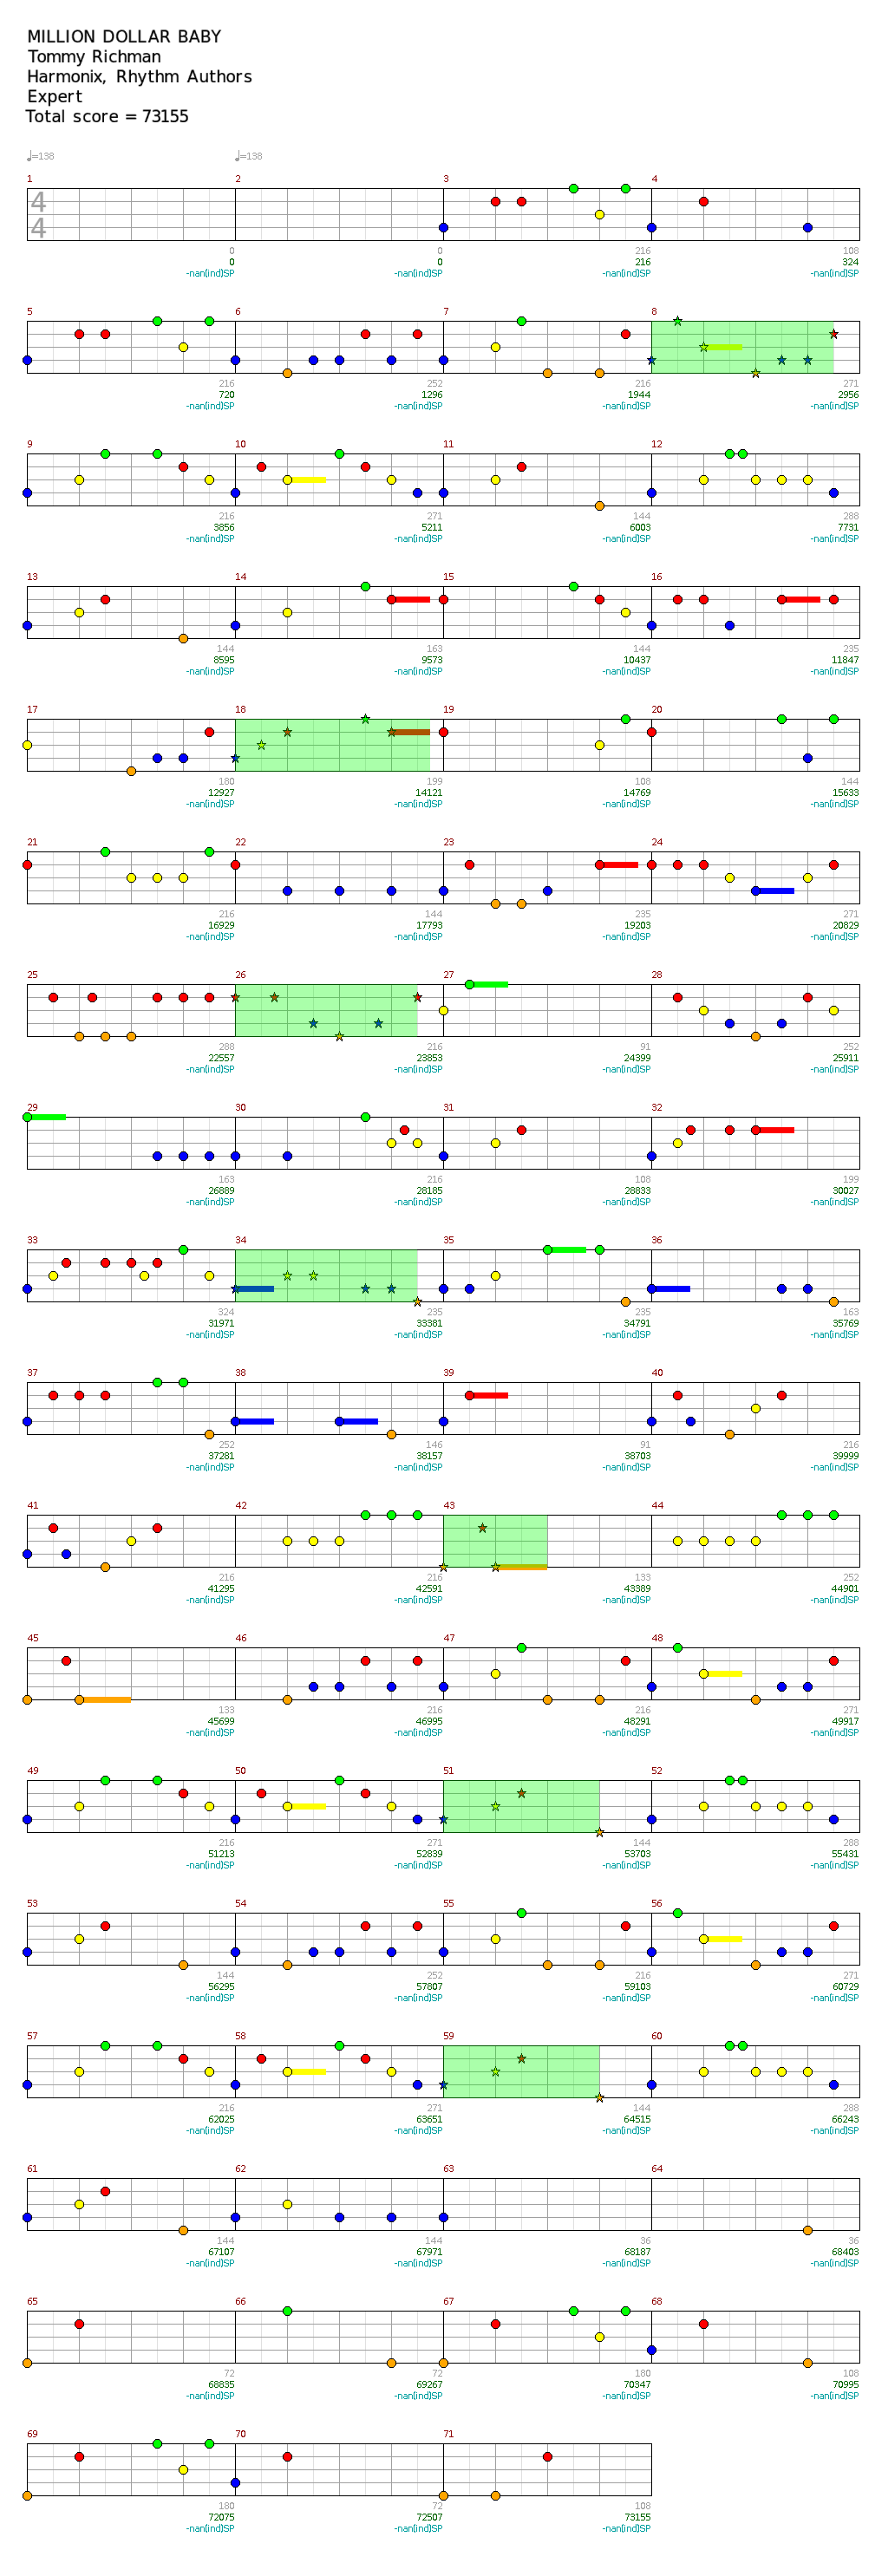 MILLION DOLLAR BABY
Tommy Richman
Harmonix, Rhythm Authors
Expert
Total score = 73155
♩=138 ♩=138
1 2 3 4
4
4
0 0 216 108
0 0 216 324
-nan(ind)SP -nan(ind)SP -nan(ind)SP -nan(ind)SP
5 6 7 8
216 252 216 271
720 1296 1944 2956
-nan(ind)SP -nan(ind)SP -nan(ind)SP -nan(ind)SP
9 10 11 12
216 271 144 288
3856 5211 6003 7731
-nan(ind)SP -nan(ind)SP -nan(ind)SP -nan(ind)SP
13 14 15 16
144 163 144 235
8595 9573 10437 11847
-nan(ind)SP -nan(ind)SP -nan(ind)SP -nan(ind)SP
17 18 19 20
180 199 108 144
12927 14121 14769 15633
-nan(ind)SP -nan(ind)SP -nan(ind)SP -nan(ind)SP
21 22 23 24
216 144 235 271
16929 17793 19203 20829
-nan(ind)SP -nan(ind)SP -nan(ind)SP -nan(ind)SP
25 26 27 28
288 216 91 252
22557 23853 24399 25911
-nan(ind)SP -nan(ind)SP -nan(ind)SP -nan(ind)SP
29 30 31 32
163 216 108 199
26889 28185 28833 30027
-nan(ind)SP -nan(ind)SP -nan(ind)SP -nan(ind)SP
33 34 35 36
324 235 235 163
31971 33381 34791 35769
-nan(ind)SP -nan(ind)SP -nan(ind)SP -nan(ind)SP
37 38 39 40
252 146 91 216
37281 38157 38703 39999
-nan(ind)SP -nan(ind)SP -nan(ind)SP -nan(ind)SP
41 42 43 44
216 216 133 252
41295 42591 43389 44901
-nan(ind)SP -nan(ind)SP -nan(ind)SP -nan(ind)SP
45 46 47 48
133 216 216 271
45699 46995 48291 49917
-nan(ind)SP -nan(ind)SP -nan(ind)SP -nan(ind)SP
49 50 51 52
216 271 144 288
51213 52839 53703 55431
-nan(ind)SP -nan(ind)SP -nan(ind)SP -nan(ind)SP
53 54 55 56
144 252 216 271
56295 57807 59103 60729
-nan(ind)SP -nan(ind)SP -nan(ind)SP -nan(ind)SP
57 58 59 60
216 271 144 288
62025 63651 64515 66243
-nan(ind)SP -nan(ind)SP -nan(ind)SP -nan(ind)SP
61 62 63 64
144 144 36 36
67107 67971 68187 68403
-nan(ind)SP -nan(ind)SP -nan(ind)SP -nan(ind)SP
65 66 67 68
72 72 180 108
68835 69267 70347 70995
-nan(ind)SP -nan(ind)SP -nan(ind)SP -nan(ind)SP
69 70 71
180 72 108
72075 72507 73155
-nan(ind)SP -nan(ind)SP -nan(ind)SP